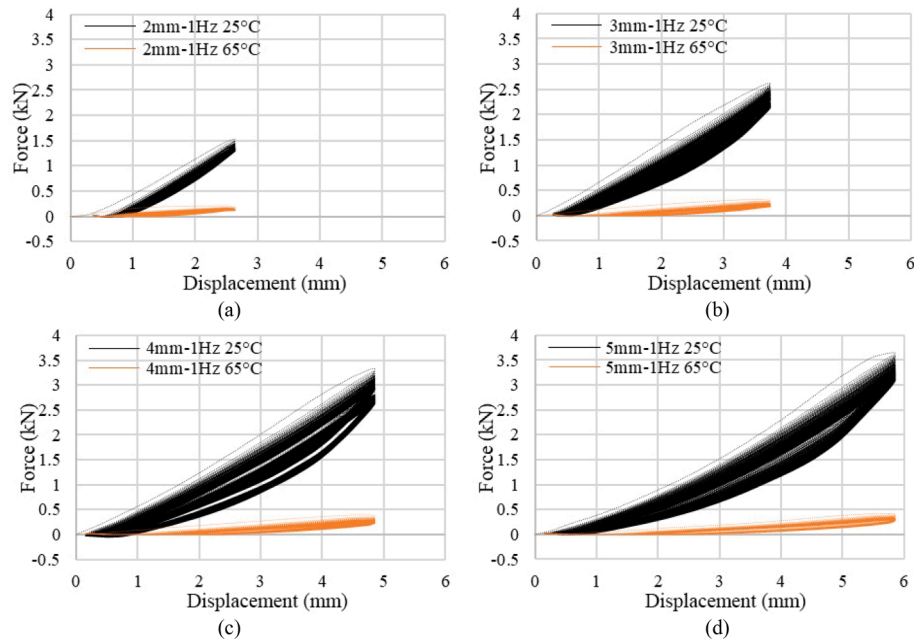 4
3.5
3
2.5
2
1.5
1
0.5
0
-0.5
Force (kN)
2mm-1Hz 25°C
2mm-1Hz 65°C
0 1 2 3 4 5 6
Displacement (mm)
(a)
4
3.5
3
2.5
2
1.5
1
0.5
0
-0.5
Force (kN)
3mm-1Hz 25°C
3mm-1Hz 65°C
0 1 2 3 4 5 6
Displacement (mm)
(b)
4
3.5
3
2.5
2
1.5
1
0.5
0
-0.5
Force (kN)
4mm-1Hz 25°C
4mm-1Hz 65°C
0 1 2 3 4 5 6
Displacement (mm)
(c)
4
3.5
3
2.5
2
1.5
1
0.5
0
-0.5
Force (kN)
5mm-1Hz 25°C
5mm-1Hz 65°C
0 1 2 3 4 5 6
Displacement (mm)
(d)